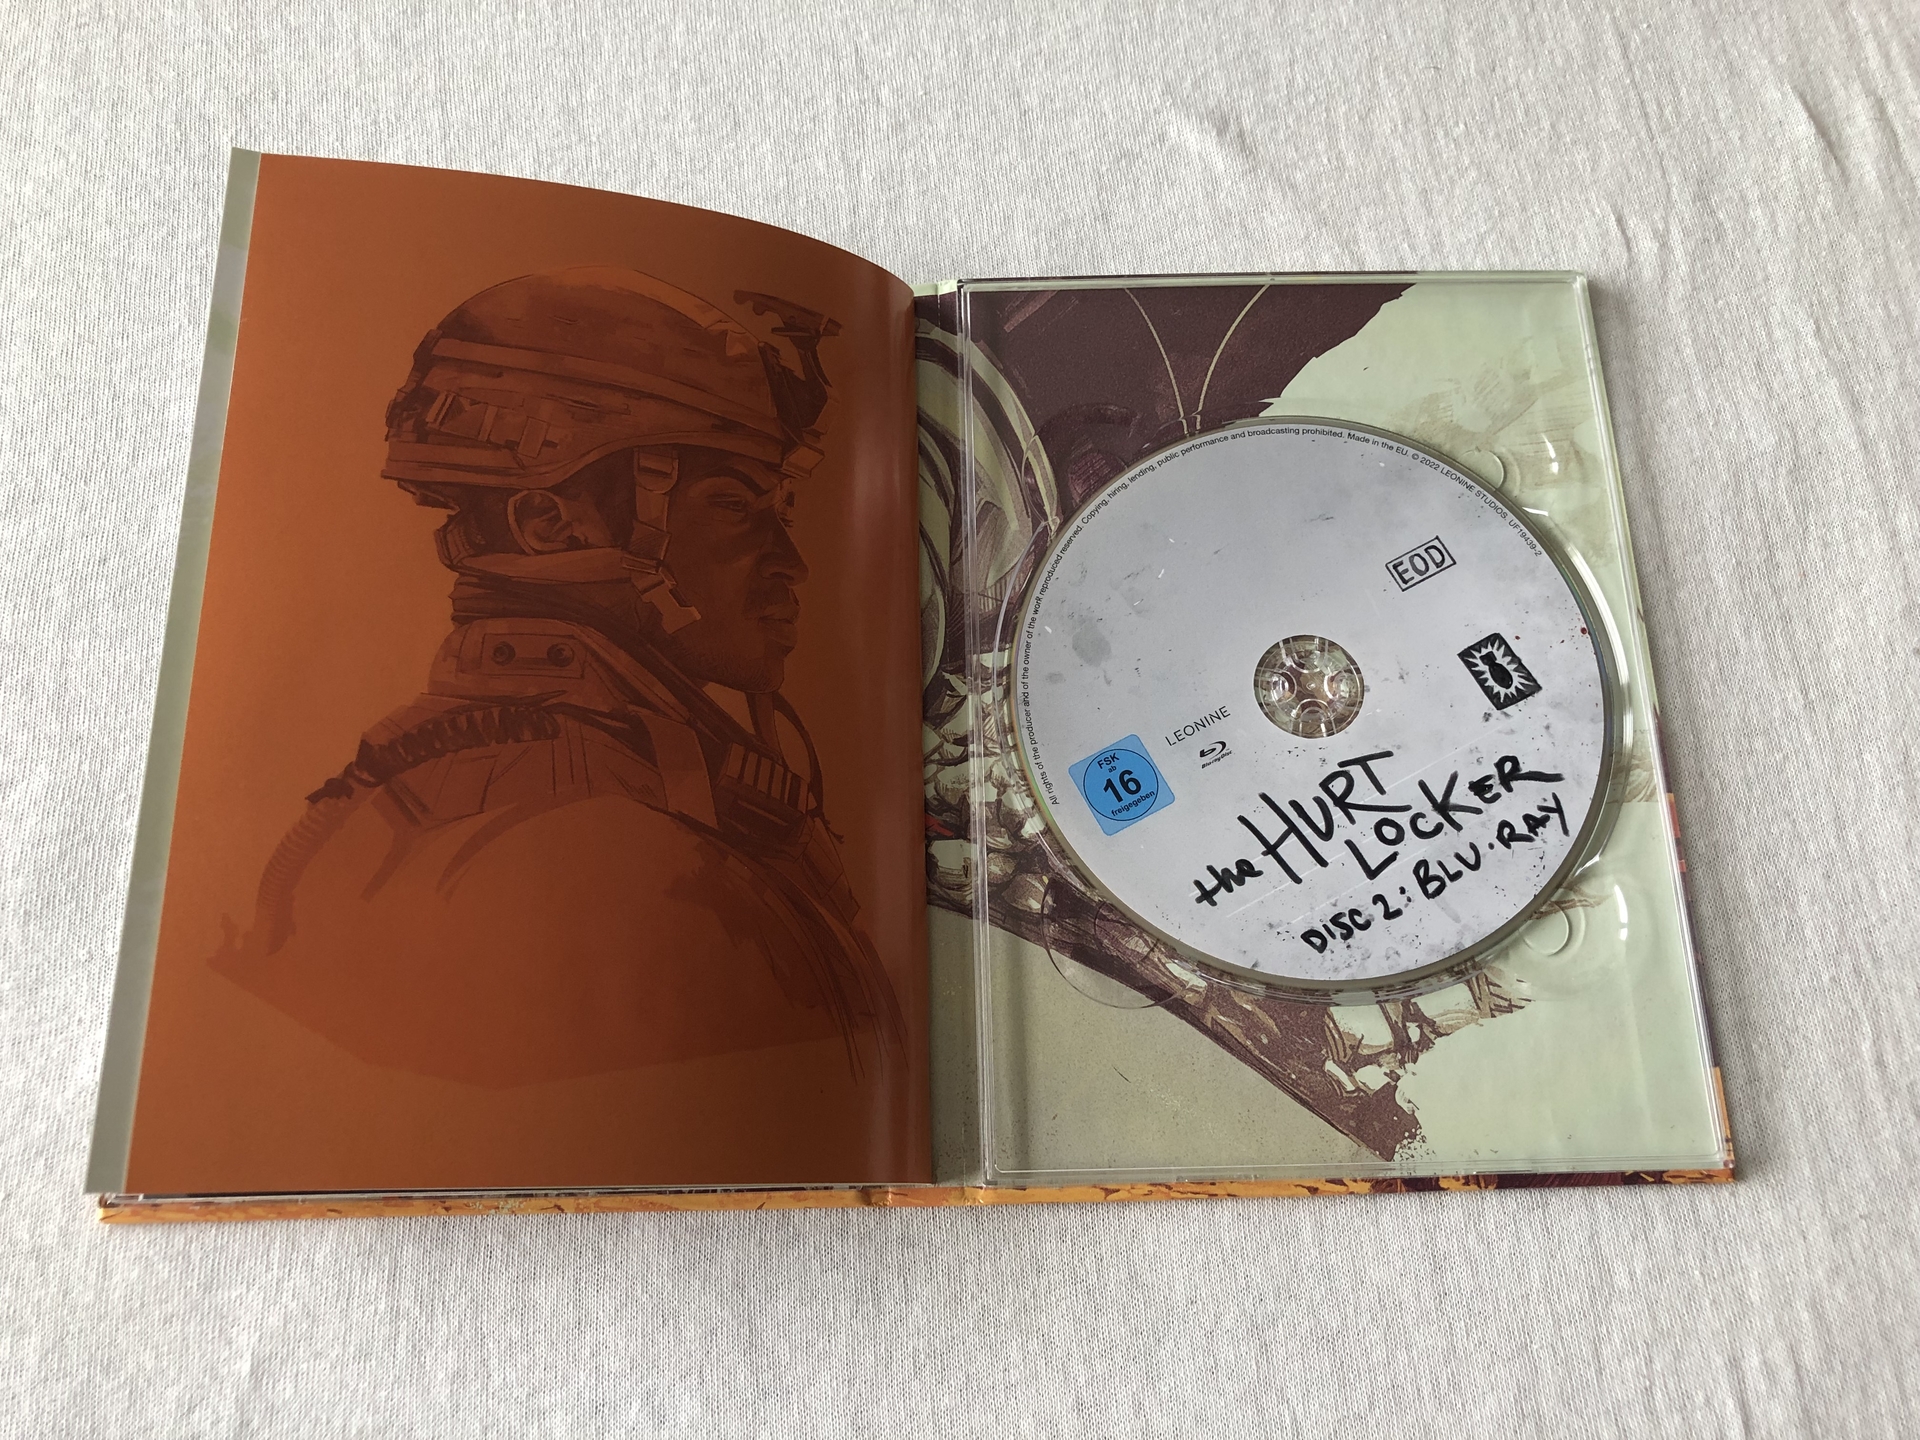 All rights of the producer and of the owner of the worK reproduced reserved. Copying, hiring, lending, public performance and broadcasting prohibited. Made in the EU. © 2022 LEONINE STUDIOS. UF19439-2
EOD
LEONINE
Blu-ray Disc
FSK
ab
16
freigegeben
the HURT
LOCKER
DISC 2: BLU·RAY